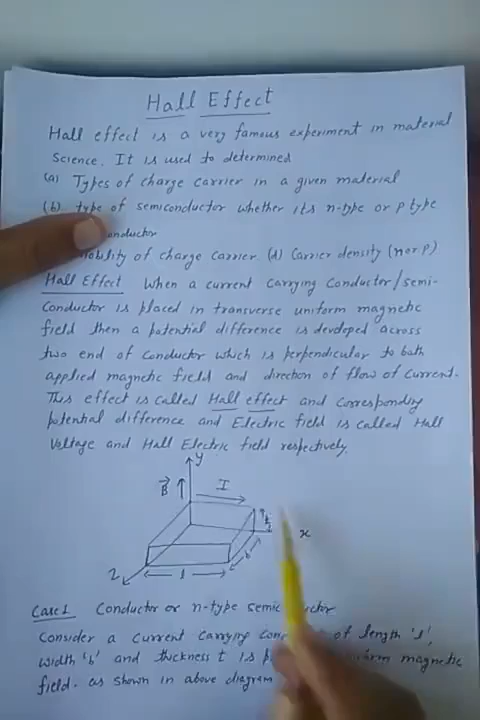 Hall Effect
Hall effect is a very famous experiment in material
Science. It is used to determined
(a) Types of charge carrier in a given material
(b) type of semiconductor whether its n-type or p type
conductor
mobility of charge carrier (d) Carrier density (n or p)
Hall Effect When a current carrying conductor/semi-
Conductor is placed in transverse uniform magnetic
field then a potential difference is developed across
two end of conductor which is perpendicular to both
applied magnetic field and direction of flow of current.
This effect is called Hall effect and corresponding
potential difference and Electric field is called Hall
Voltage and Hall Electric field respectively.
y
B I
t
x
b
z l
Case 1 Conductor or n-type semi ductor
Consider a current carrying con of length 'l',
width 'b' and thickness t is magnetic
field. as shown in above diagram